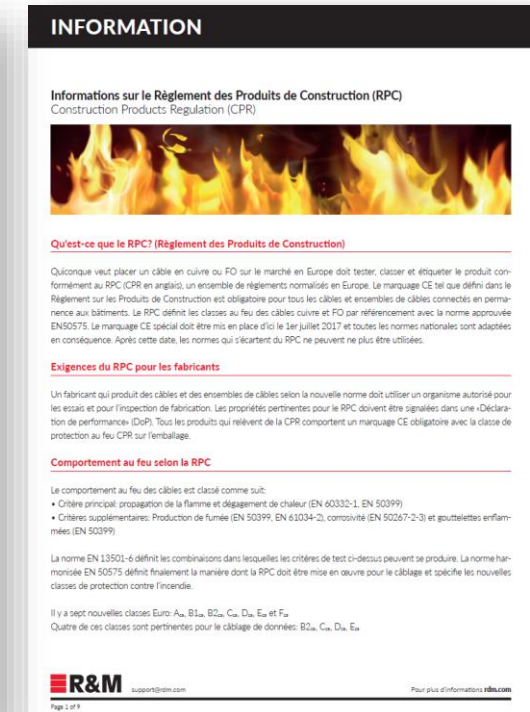 INFORMATION
Informations sur le Règlement des Produits de Construction (RPC)
Construction Products Regulation (CPR)
Qu'est-ce que le RPC? (Règlement des Produits de Construction)
Quiconque veut placer un câble en cuivre ou FO sur le marché en Europe doit tester, classer et étiqueter le produit con-
formément au RPC (CPR en anglais), un ensemble de règlements normalisés en Europe. Le marquage CE tel que défini dans le
Règlement sur les Produits de Construction est obligatoire pour tous les câbles et ensembles de câbles connectés en perma-
nence aux bâtiments. Le RPC définit les classes au feu des câbles cuivre et FO par référencement avec la norme approuvée
EN50575. Le marquage CE spécial doit être mis en place d'ici le 1er juillet 2017 et toutes les normes nationales sont adaptées
en conséquence. Après cette date, les normes qui s'écartent du RPC ne peuvent ne plus être utilisées.
Exigences du RPC pour les fabricants
Un fabricant qui produit des câbles et des ensembles de câbles selon la nouvelle norme doit utiliser un organisme autorisé pour
les essais et pour l'inspection de fabrication. Les propriétés pertinentes pour le RPC doivent être signalées dans une «Déclara-
tion de performance» (DoP). Tous les produits qui relèvent de la CPR comportent un marquage CE obligatoire avec la classe de
protection au feu CPR sur l'emballage.
Comportement au feu selon la RPC
Le comportement au feu des câbles est classé comme suit:
• Critère principal: propagation de la flamme et dégagement de chaleur (EN 60332-1, EN 50399)
• Critères supplémentaires: Production de fumée (EN 50399, EN 61034-2), corrosivité (EN 50267-2-3) et gouttelettes enflam-
mées (EN 50399)
La norme EN 13501-6 définit les combinaisons dans lesquelles les critères de test ci-dessus peuvent se produire. La norme har-
monisée EN 50575 définit finalement la manière dont la RPC doit être mise en œuvre pour le câblage et spécifie les nouvelles
classes de protection contre l'incendie.
Il y a sept nouvelles classes Euro: Aca, B1ca, B2ca, Cca, Dca, Eca et Fca
Quatre de ces classes sont pertinentes pour le câblage de données: B2ca, Cca, Dca, Eca
R&M support@rdm.com Pour plus d'informations rdm.com
Page 1 of 9